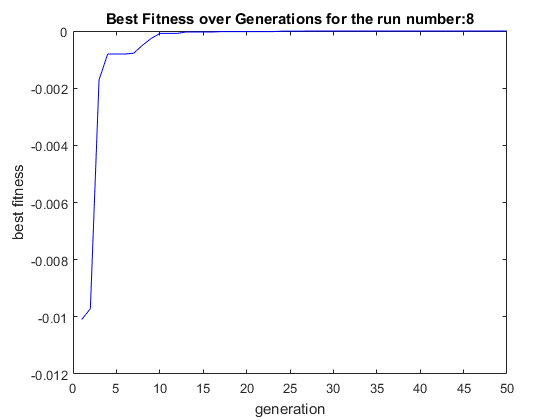 Best Fitness over Generations for the run number:8
0
-0.002
-0.004
-0.006
-0.008
-0.01
-0.012
best fitness
0 5 10 15 20 25 30 35 40 45 50
generation